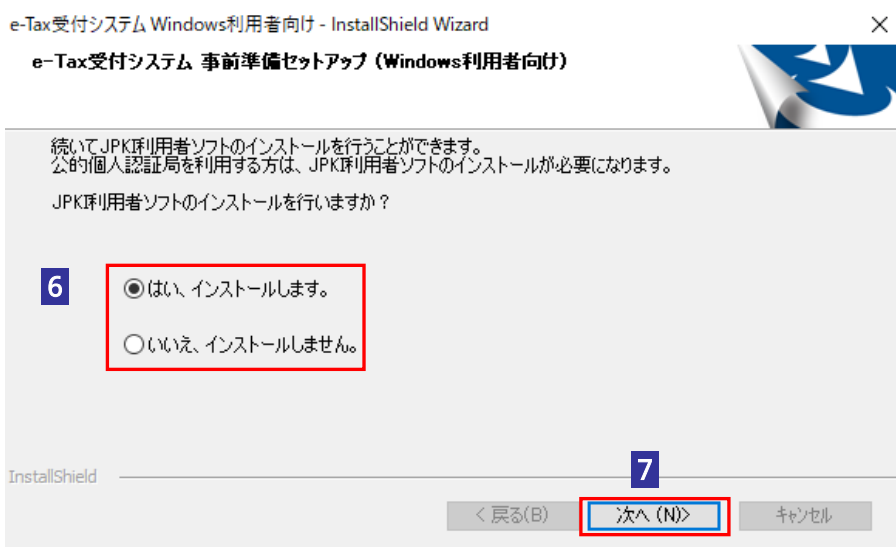 e-Tax受付システム Windows利用者向け - InstallShield Wizard
e-Tax受付システム 事前準備セットアップ (Windows利用者向け)
続いてJPKI利用者ソフトのインストールを行うことができます。
公的個人認証局を利用する方は、JPKI利用者ソフトのインストールが必要になります。
JPKI利用者ソフトのインストールを行いますか？
6
はい、インストールします。
いいえ、インストールしません。
InstallShield
7
< 戻る(B)
次へ (N)>
キャンセル